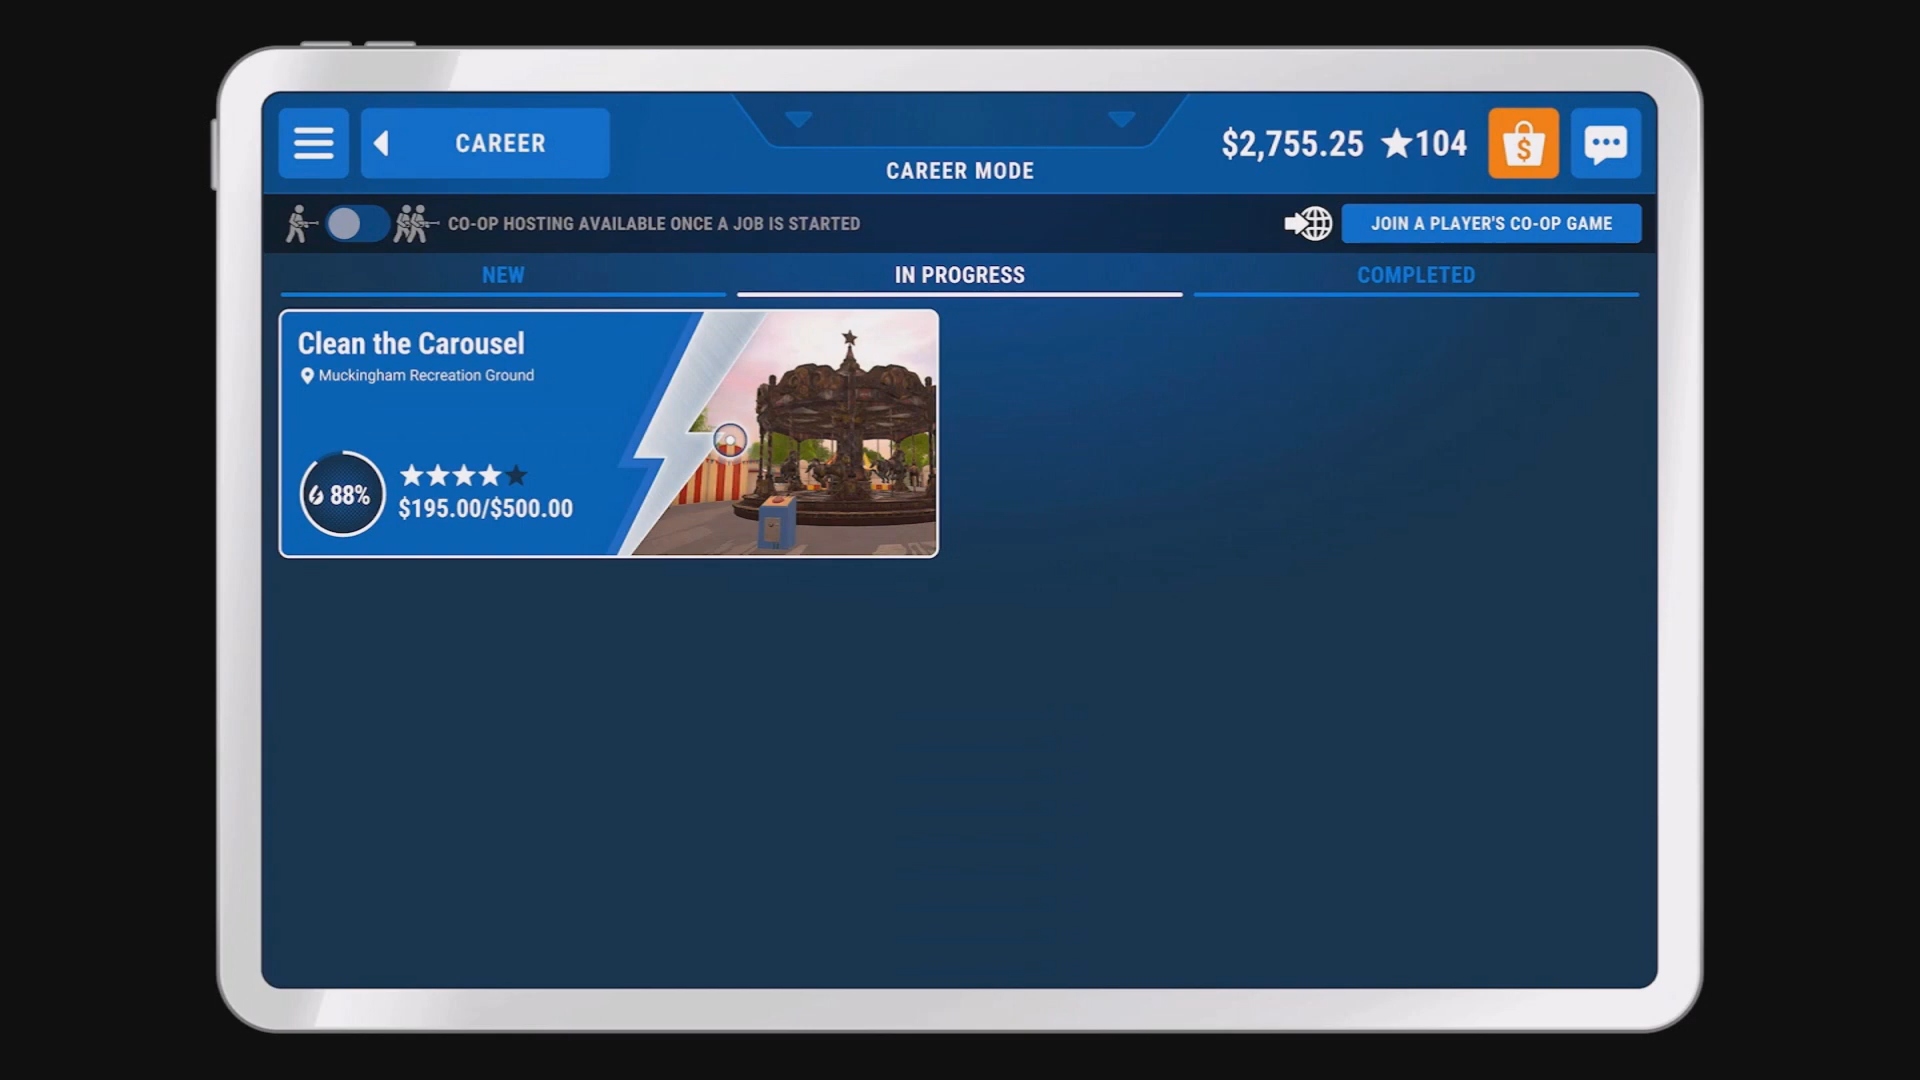 CAREER
CAREER MODE
$2,755.25 ★104
CO-OP HOSTING AVAILABLE ONCE A JOB IS STARTED
JOIN A PLAYER'S CO-OP GAME
NEW
IN PROGRESS
COMPLETED
Clean the Carousel
Muckingham Recreation Ground
88%
$195.00/$500.00